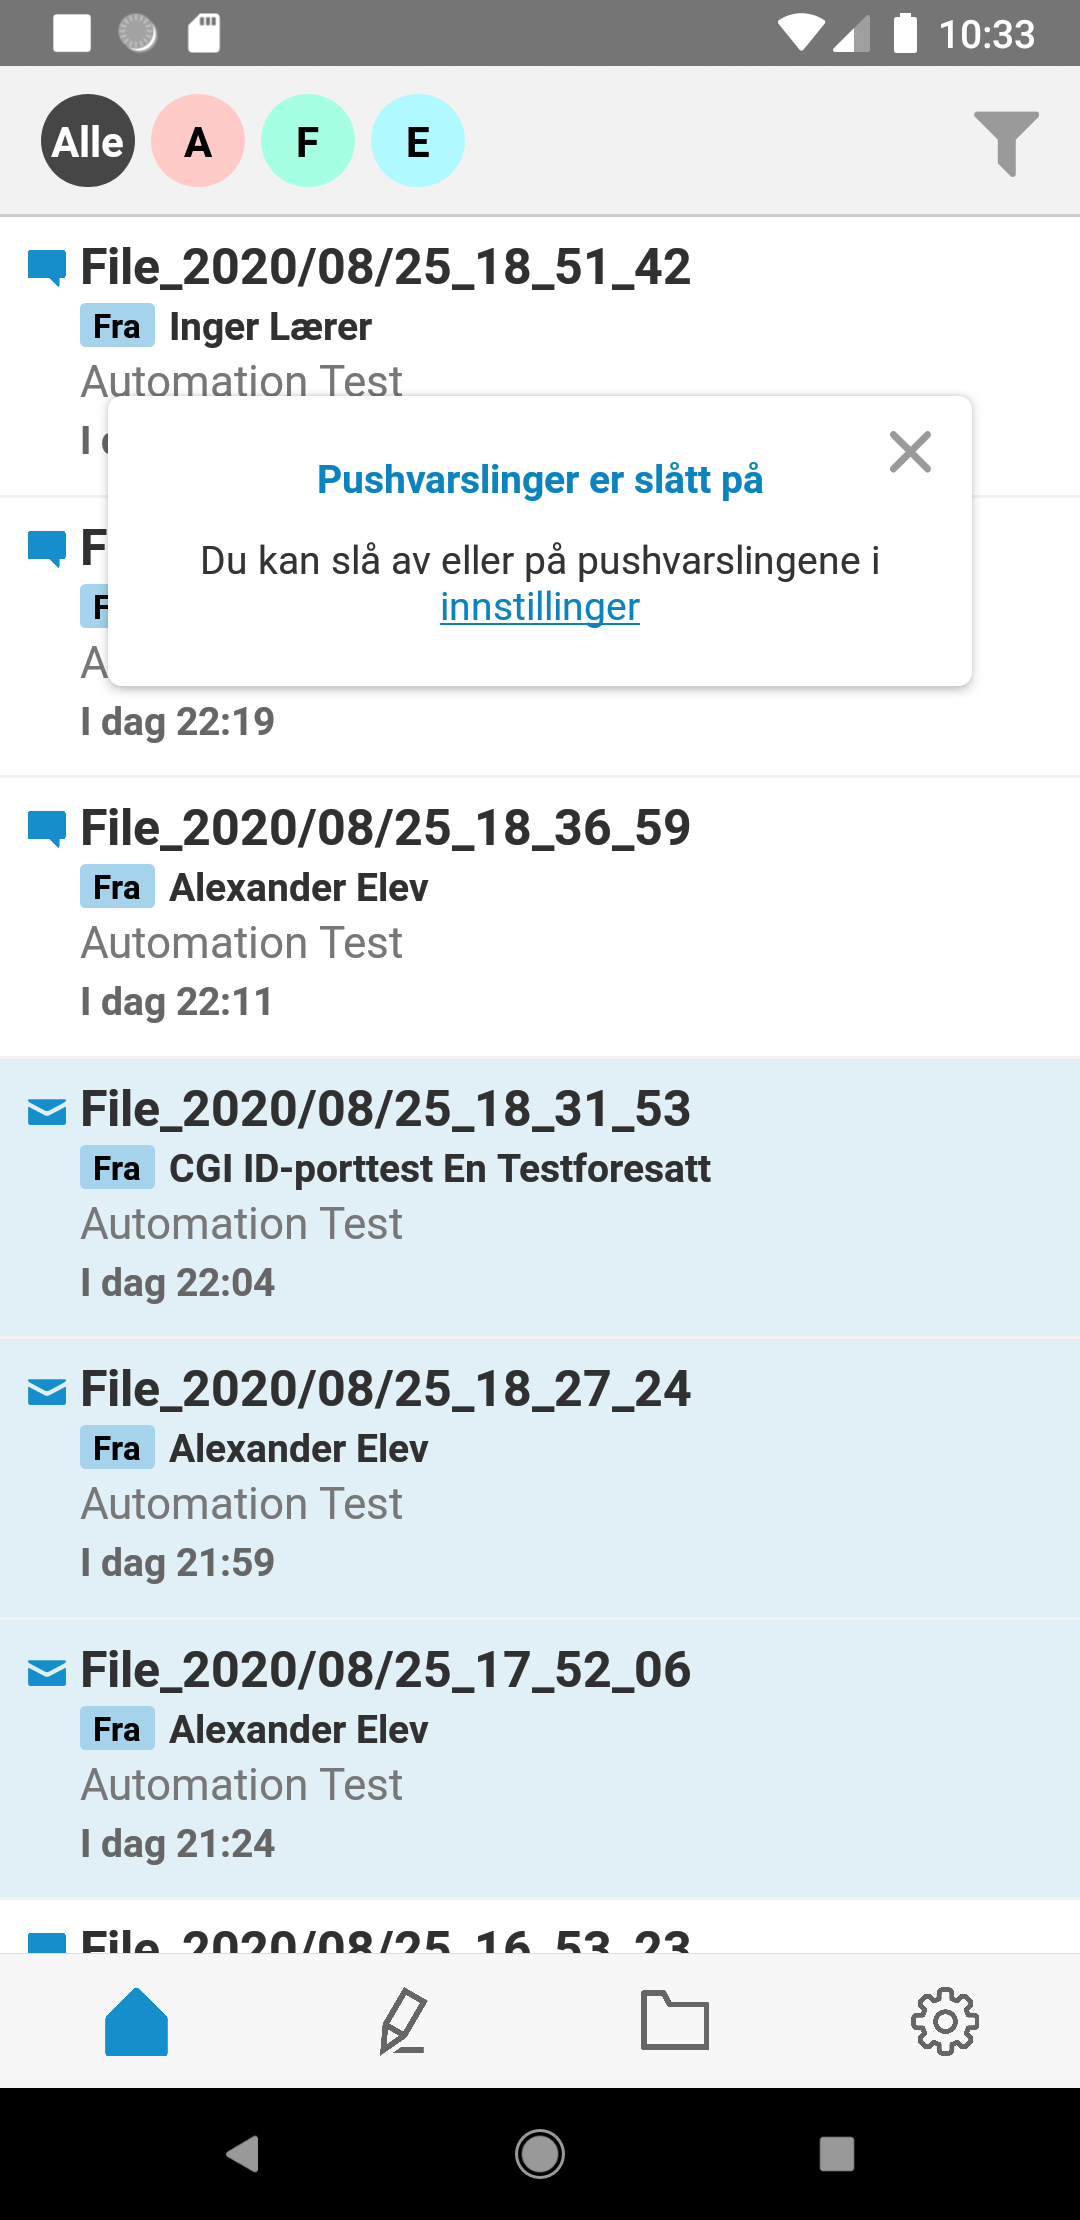 10:33
Alle A F E
File_2020/08/25_18_51_42
Fra Inger Lærer
Automation Test
I
Pushvarslinger er slått på
Du kan slå av eller på pushvarslingene i
innstillinger
I dag 22:19
File_2020/08/25_18_36_59
Fra Alexander Elev
Automation Test
I dag 22:11
File_2020/08/25_18_31_53
Fra CGI ID-porttest En Testforesatt
Automation Test
I dag 22:04
File_2020/08/25_18_27_24
Fra Alexander Elev
Automation Test
I dag 21:59
File_2020/08/25_17_52_06
Fra Alexander Elev
Automation Test
I dag 21:24
File_2020/08/25_16_53_23